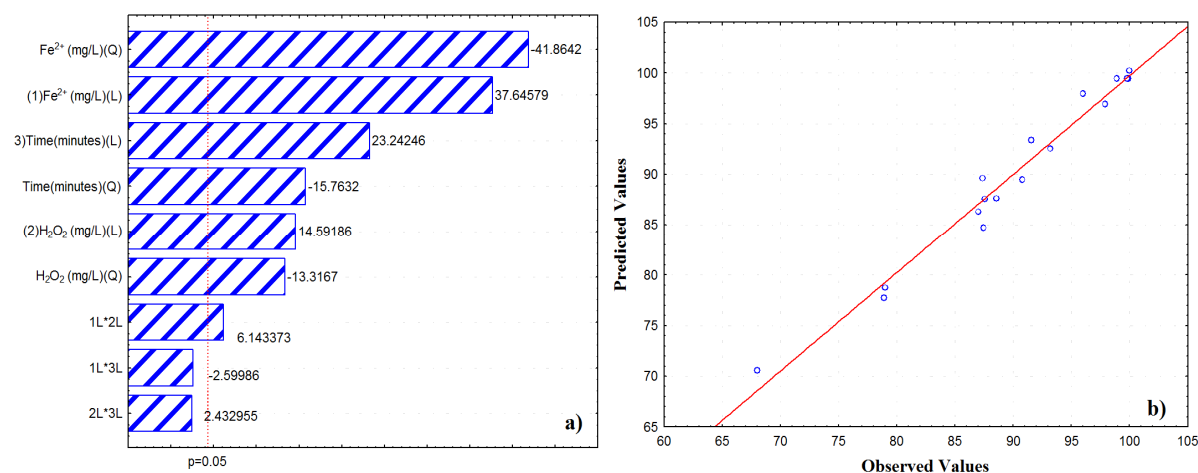 Fe²⁺ (mg/L)(Q)
-41.8642
(1)Fe²⁺ (mg/L)(L)
37.64579
3)Time(minutes)(L)
23.24246
Time(minutes)(Q)
-15.7632
(2)H₂O₂ (mg/L)(L)
14.59186
H₂O₂ (mg/L)(Q)
-13.3167
1L*2L
6.143373
1L*3L
-2.59986
2L*3L
2.432955
a)
p=0.05
Predicted Values
105
100
95
90
85
80
75
70
65
60 65 70 75 80 85 90 95 100 105
Observed Values
b)